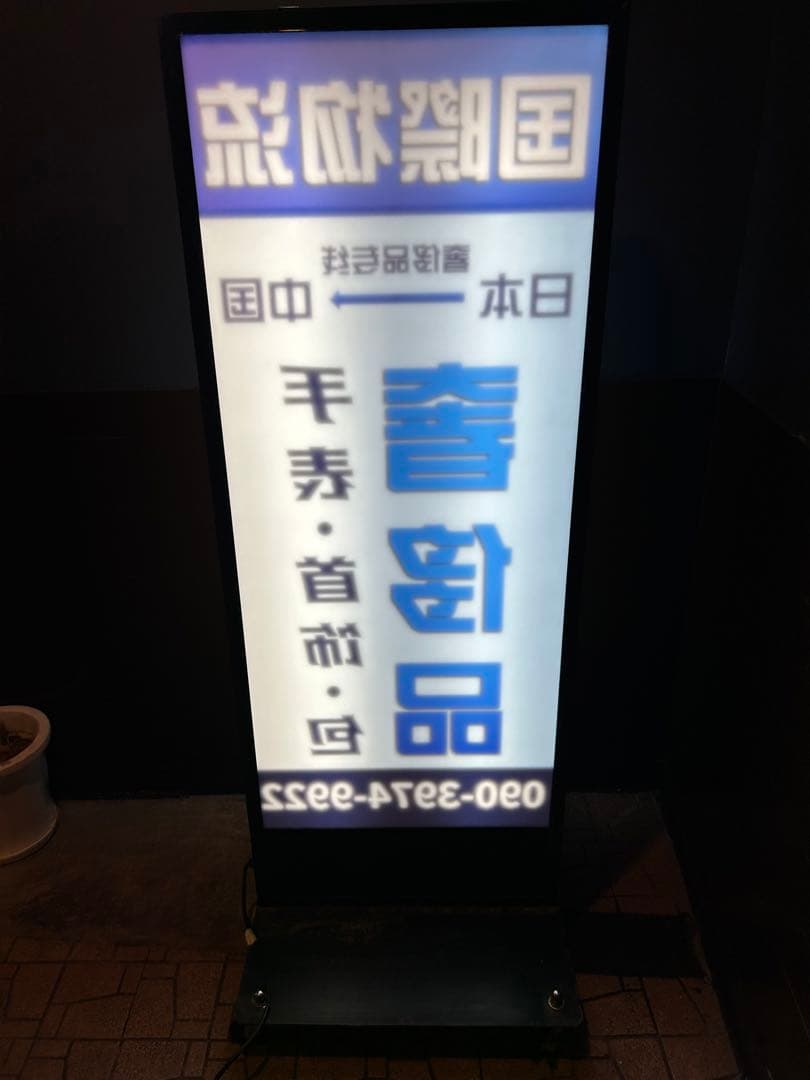 国際物流
奢侈品专线
日本 → 中国
奢侈品
手表・首饰・包
090-3974-9922